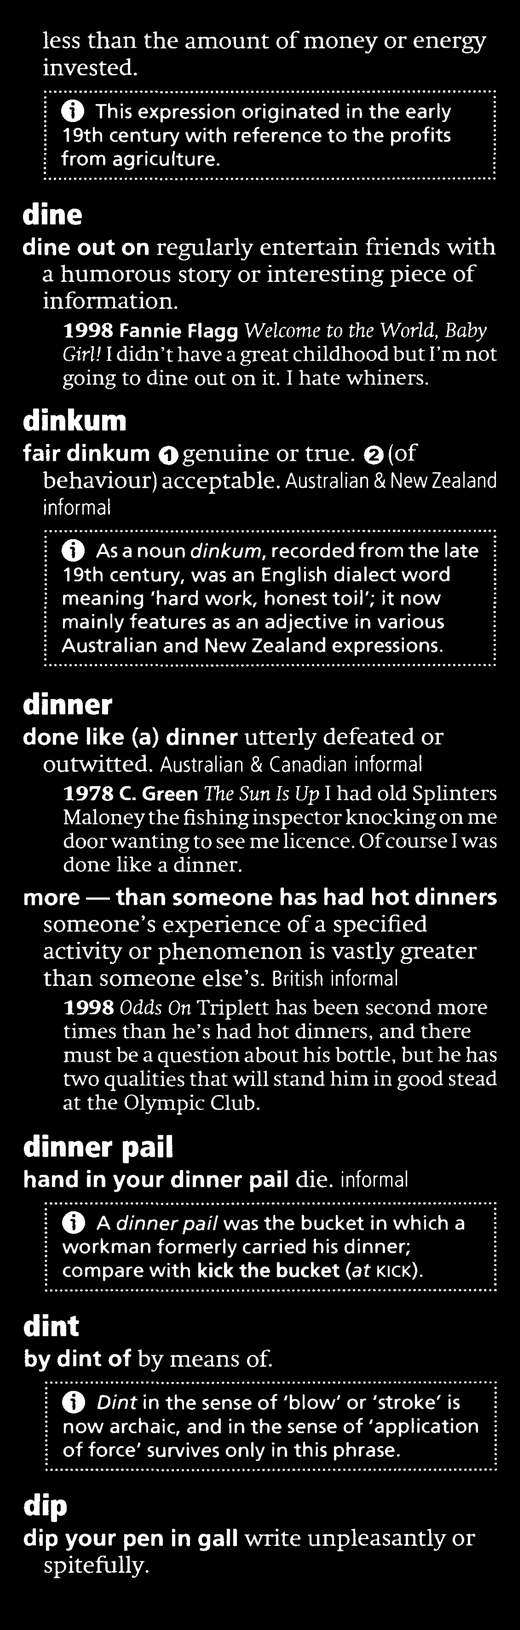 less than the amount of money or energy
invested.
ⓘ This expression originated in the early
19th century with reference to the profits
from agriculture.
dine
dine out on regularly entertain friends with
a humorous story or interesting piece of
information.
1998 Fannie Flagg Welcome to the World, Baby
Girl! I didn't have a great childhood but I'm not
going to dine out on it. I hate whiners.
dinkum
fair dinkum ❶ genuine or true. ❷ (of
behaviour) acceptable. Australian & New Zealand
informal
ⓘ As a noun dinkum, recorded from the late
19th century, was an English dialect word
meaning 'hard work, honest toil'; it now
mainly features as an adjective in various
Australian and New Zealand expressions.
dinner
done like (a) dinner utterly defeated or
outwitted. Australian & Canadian informal
1978 C. Green The Sun Is Up I had old Splinters
Maloney the fishing inspector knocking on me
door wanting to see me licence. Of course I was
done like a dinner.
more — than someone has had hot dinners
someone's experience of a specified
activity or phenomenon is vastly greater
than someone else's. British informal
1998 Odds On Triplett has been second more
times than he's had hot dinners, and there
must be a question about his bottle, but he has
two qualities that will stand him in good stead
at the Olympic Club.
dinner pail
hand in your dinner pail die. informal
ⓘ A dinner pail was the bucket in which a
workman formerly carried his dinner;
compare with kick the bucket (at KICK).
dint
by dint of by means of.
ⓘ Dint in the sense of 'blow' or 'stroke' is
now archaic, and in the sense of 'application
of force' survives only in this phrase.
dip
dip your pen in gall write unpleasantly or
spitefully.